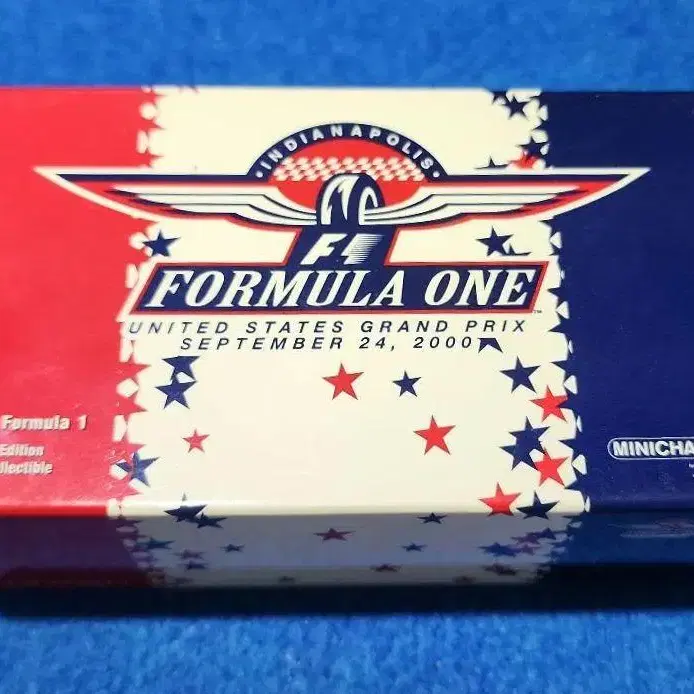 INDIANAPOLIS
F1
FORMULA ONE
UNITED STATES GRAND PRIX
SEPTEMBER 24, 2000
Formula 1
Edition
llectible
MINICHA